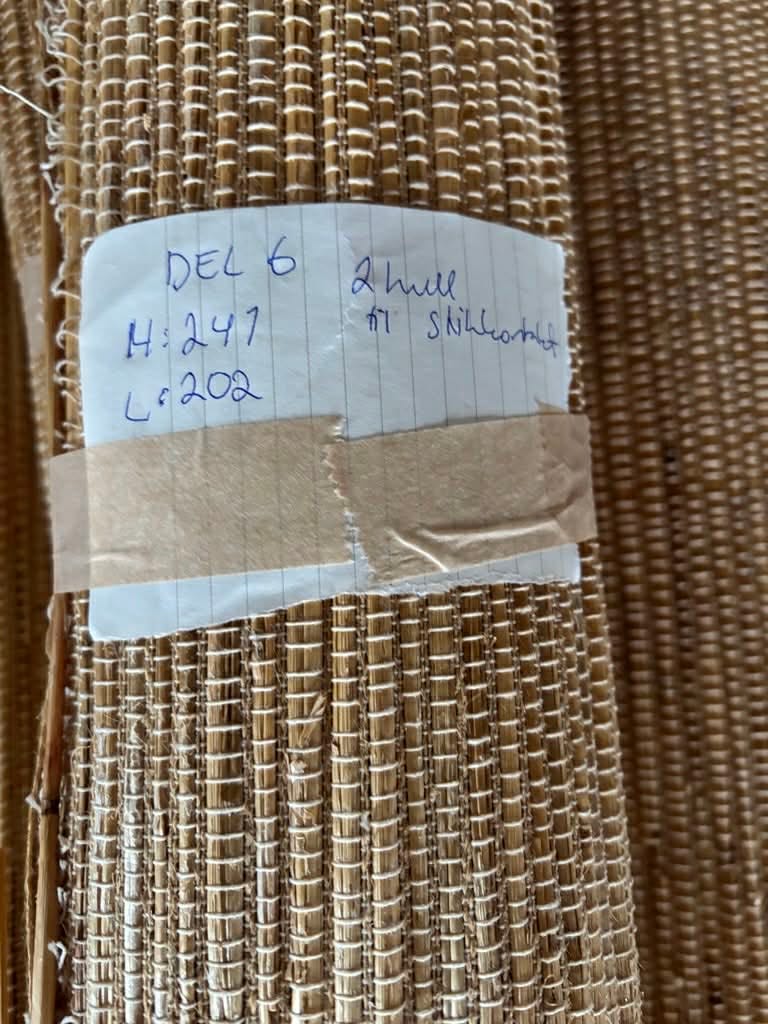 DEL 6
H: 247
L: 202
2 hull
til stikkontakt